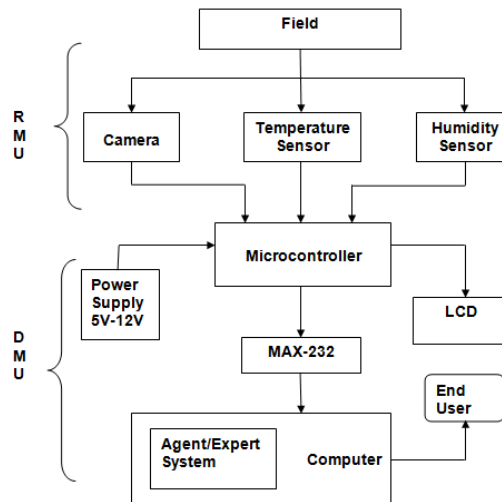 Field
R
M
U
Camera
Temperature
Sensor
Humidity
Sensor
Microcontroller
Power
Supply
5V-12V
LCD
D
M
U
MAX-232
End
User
Agent/Expert
System
Computer